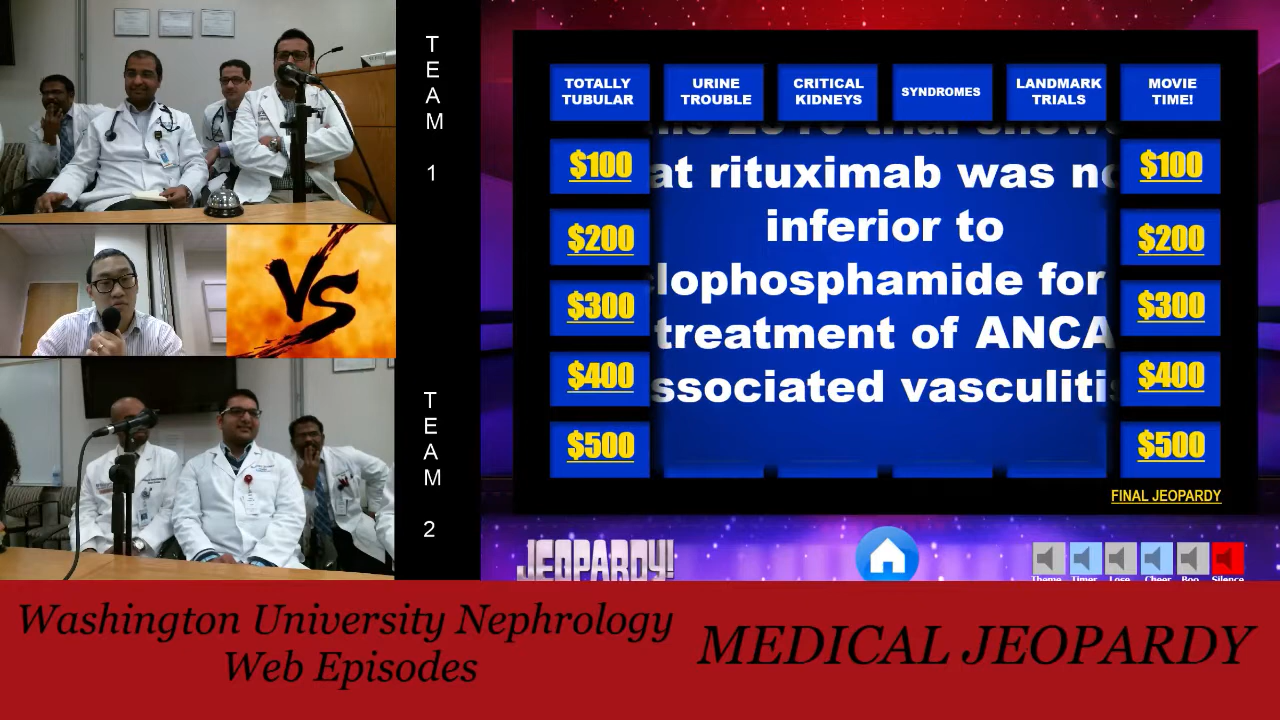 TEAM 1
VS
TEAM 2
TOTALLY TUBULAR
URINE TROUBLE
CRITICAL KIDNEYS
SYNDROMES
LANDMARK TRIALS
MOVIE TIME!
at rituximab was no
inferior to
lophosphamide for
treatment of ANCA
ssociated vasculitis
$100
$200
$300
$400
$500
$100
$200
$300
$400
$500
FINAL JEOPARDY
JEOPARDY!
Theme Timer Lose Cheer Boo Silence
Washington University Nephrology
Web Episodes
MEDICAL JEOPARDY